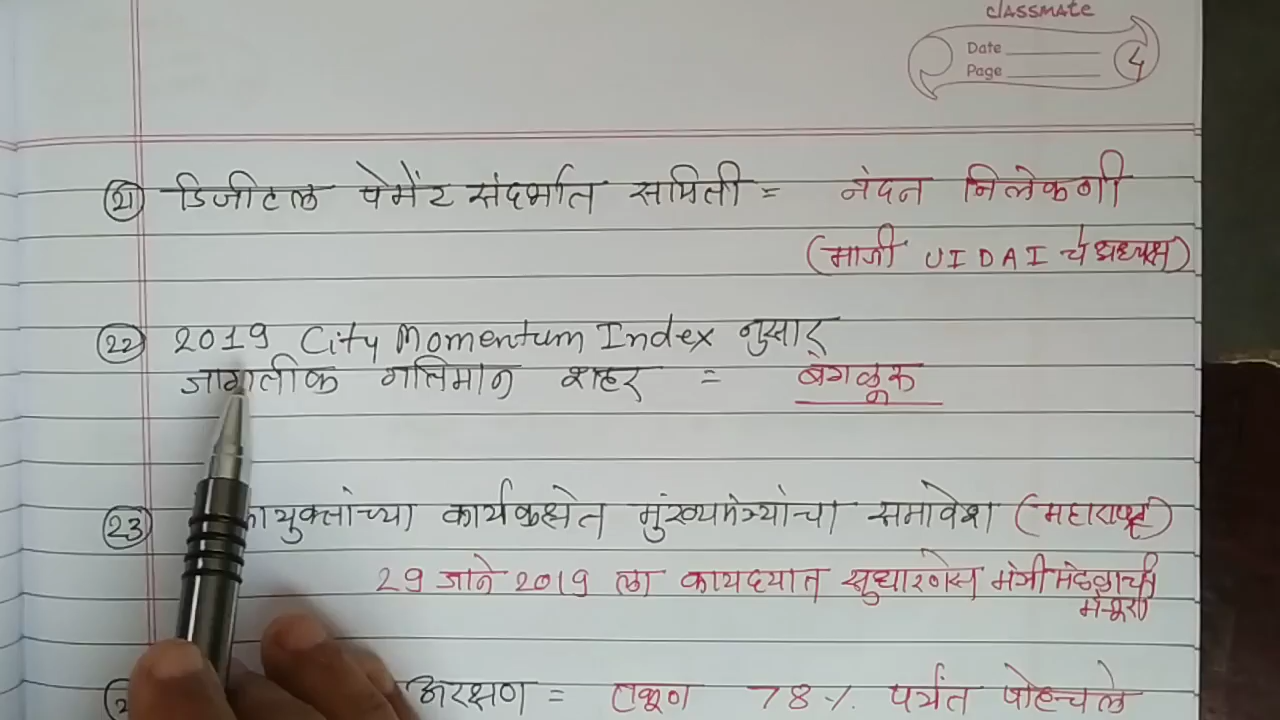 classmate
Date
Page 4
21 डिजीटल पेमेंट संदर्भात समिती = नंदन निलेकणी
(माजी UIDAI चे अध्यक्ष)
22 2019 City Momentum Index नुसार
जागतीक गतिमान शहर = बेंगळूरू
23 कायुक्तांच्या कार्यकक्षेत मुख्यमंत्र्यांचा समावेश (महाराष्ट्र)
29 जाने 2019 ला कायद्यात सुधारणेस मंत्रीमंडळाची
मंजूरी
आरक्षण = एकूण 78% पर्यंत पोहचले